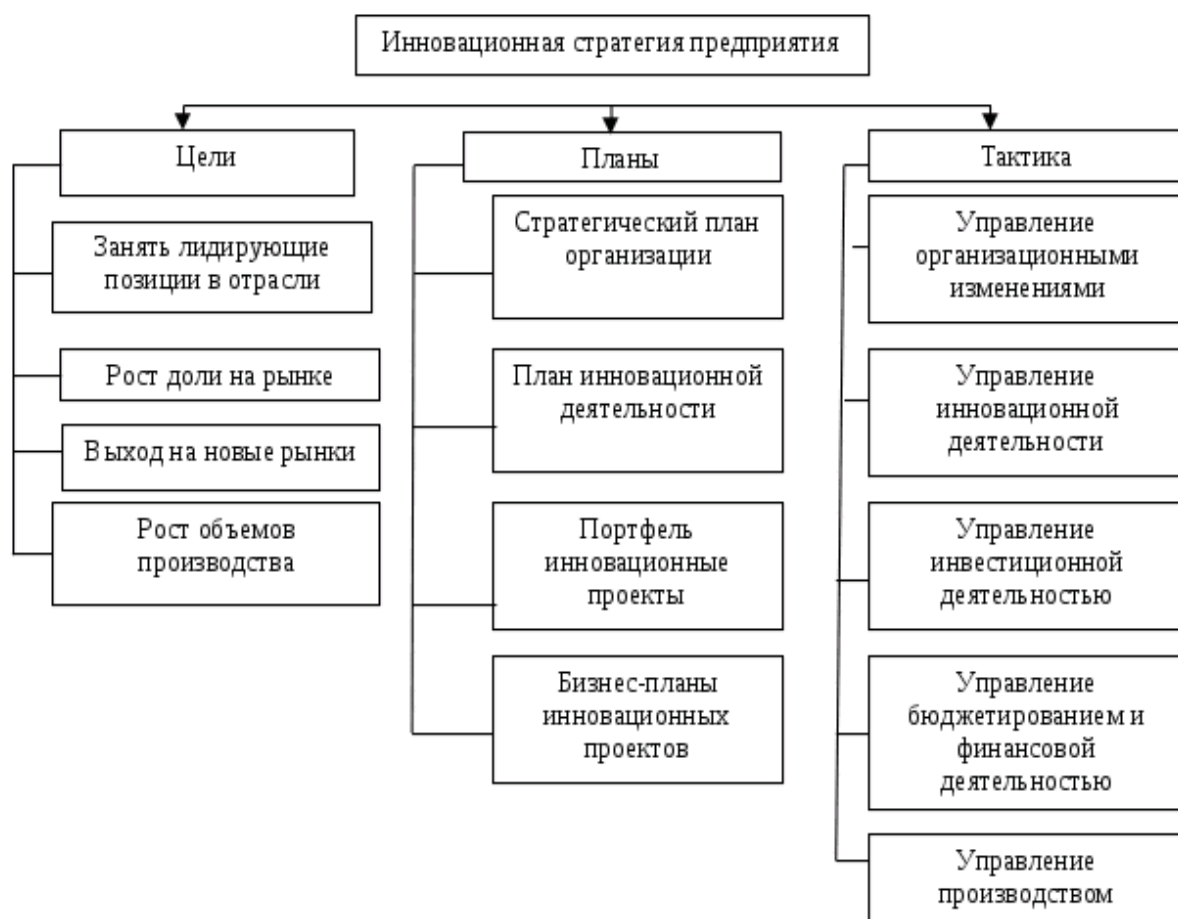 Инновационная стратегия предприятия
Цели
Занять лидирующие
позиции в отрасли
Рост доли на рынке
Выход на новые рынки
Рост объемов
производства
Планы
Стратегический план
организации
План инновационной
деятельности
Портфель
инновационные
проекты
Бизнес-планы
инновационных
проектов
Тактика
Управление
организационными
изменениями
Управление
инновационной
деятельности
Управление
инвестиционной
деятельностью
Управление
бюджетированием и
финансовой
деятельностью
Управление
производством